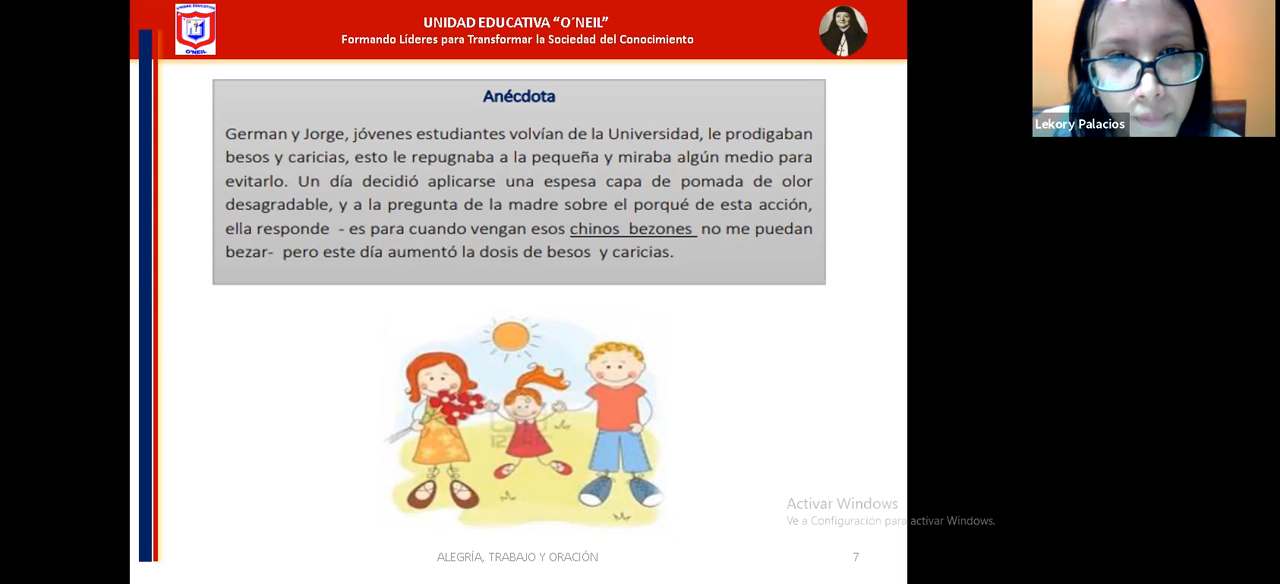 UNIDAD EDUCATIVA
O´NEIL
UNIDAD EDUCATIVA “O´NEIL”
Formando Líderes para Transformar la Sociedad del Conocimiento
Lekory Palacios
Anécdota
German y Jorge, jóvenes estudiantes volvían de la Universidad, le prodigaban
besos y caricias, esto le repugnaba a la pequeña y miraba algún medio para
evitarlo. Un día decidió aplicarse una espesa capa de pomada de olor
desagradable, y a la pregunta de la madre sobre el porqué de esta acción,
ella responde - es para cuando vengan esos chinos bezones no me puedan
bezar- pero este día aumentó la dosis de besos y caricias.
Activar Windows
Ve a Configuración para activar Windows.
ALEGRÍA, TRABAJO Y ORACIÓN
7